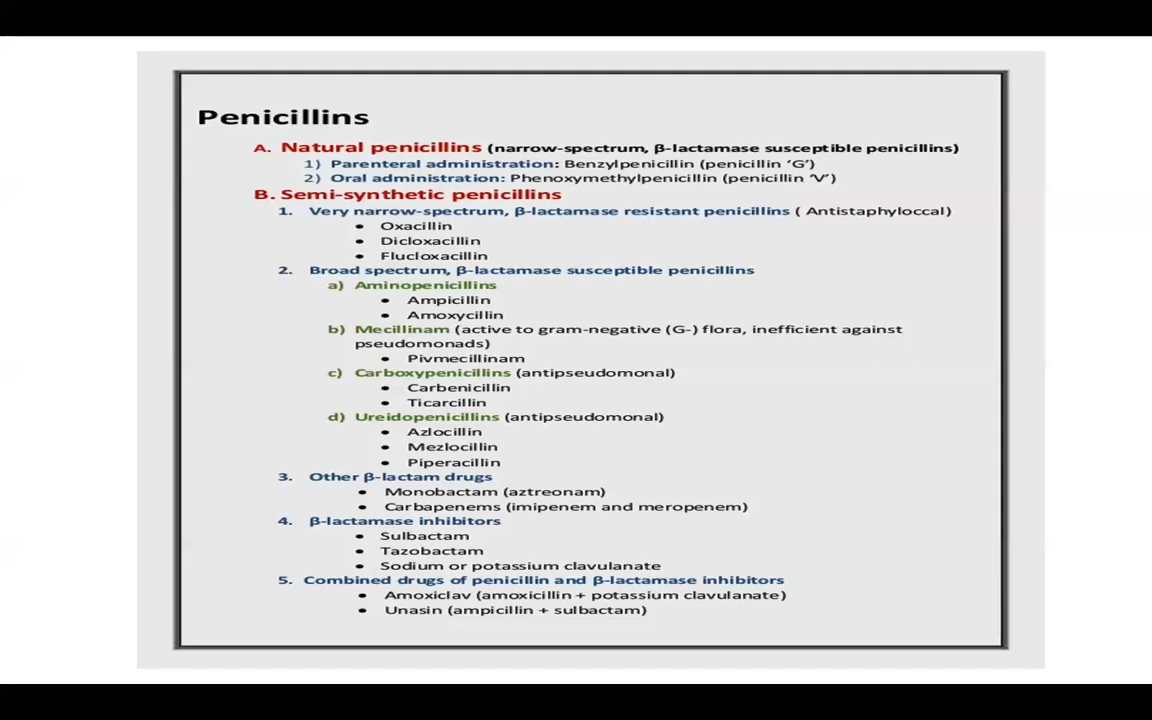 Penicillins
A. Natural penicillins (narrow-spectrum, β-lactamase susceptible penicillins)
1) Parenteral administration: Benzylpenicillin (penicillin ‘G’)
2) Oral administration: Phenoxymethylpenicillin (penicillin ‘V’)
B. Semi-synthetic penicillins
1. Very narrow-spectrum, β-lactamase resistant penicillins ( Antistaphyloccal)
• Oxacillin
• Dicloxacillin
• Flucloxacillin
2. Broad spectrum, β-lactamase susceptible penicillins
a) Aminopenicillins
• Ampicillin
• Amoxycillin
b) Mecillinam (active to gram-negative (G-) flora, inefficient against
pseudomonads)
• Pivmecillinam
c) Carboxypenicillins (antipseudomonal)
• Carbenicillin
• Ticarcillin
d) Ureidopenicillins (antipseudomonal)
• Azlocillin
• Mezlocillin
• Piperacillin
3. Other β-lactam drugs
• Monobactam (aztreonam)
• Carbapenems (imipenem and meropenem)
4. β-lactamase inhibitors
• Sulbactam
• Tazobactam
• Sodium or potassium clavulanate
5. Combined drugs of penicillin and β-lactamase inhibitors
• Amoxiclav (amoxicillin + potassium clavulanate)
• Unasin (ampicillin + sulbactam)